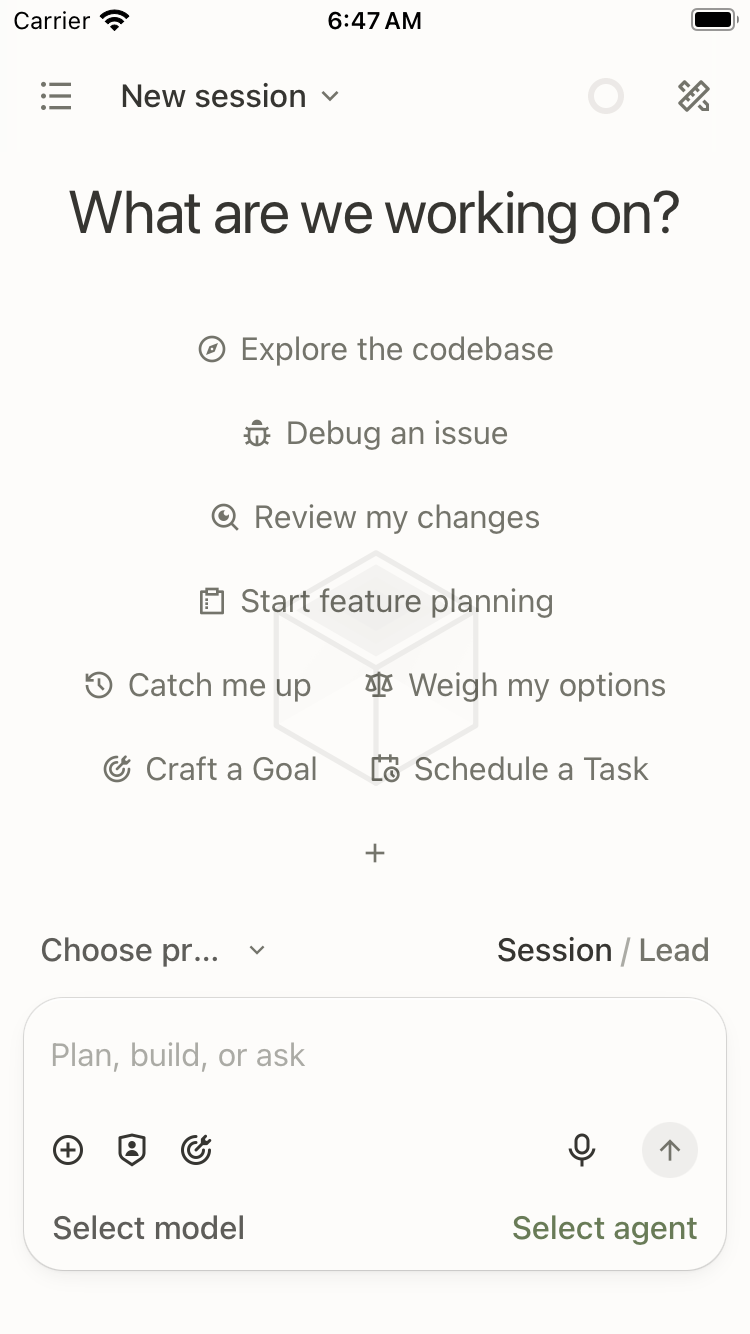 Carrier 6:47 AM
New session
What are we working on?
Explore the codebase
Debug an issue
Review my changes
Start feature planning
Catch me up Weigh my options
Craft a Goal Schedule a Task
+
Choose pr... Session / Lead
Plan, build, or ask
Select model Select agent